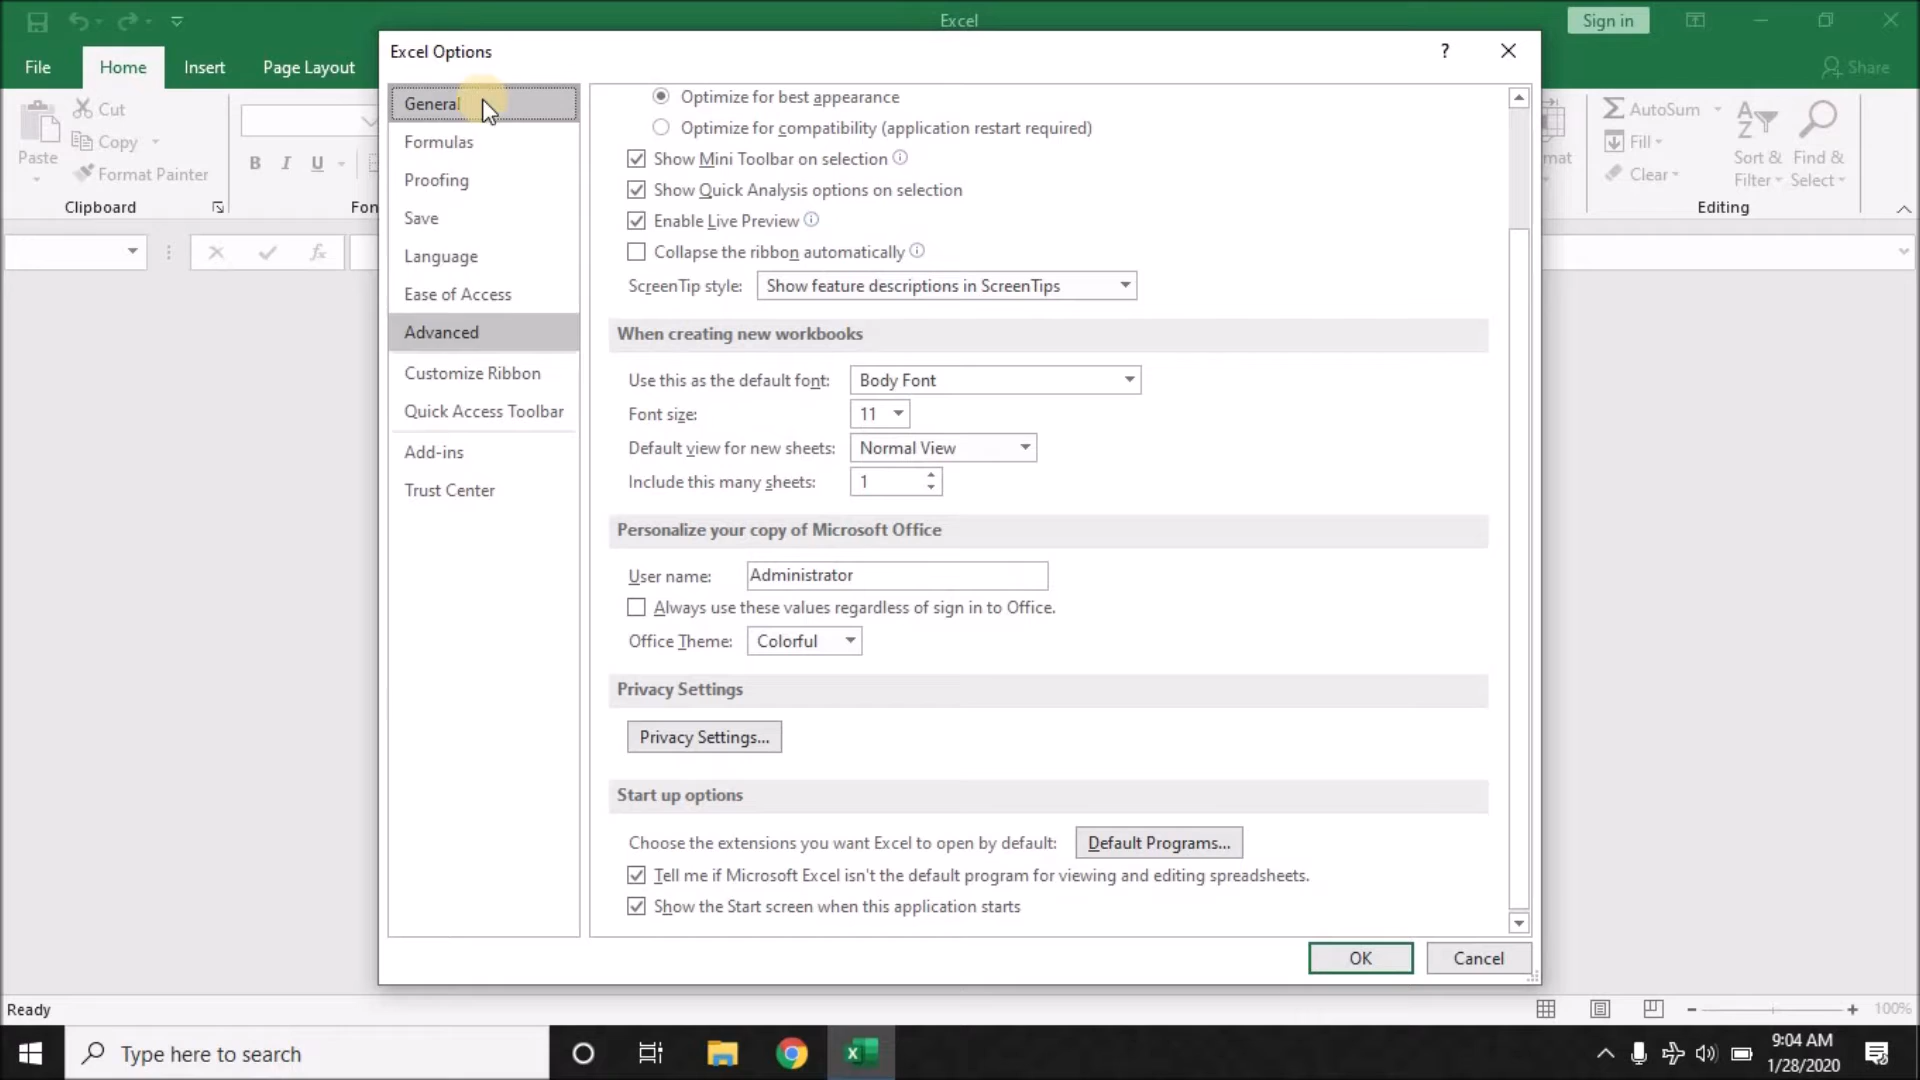 Excel
Sign in
File
Home
Insert
Page Layout
Share
Excel Options
?
Paste
Cut
Copy
Format Painter
Clipboard
B I U
Fon
General
Formulas
Proofing
Save
Language
Ease of Access
Advanced
Customize Ribbon
Quick Access Toolbar
Add-ins
Trust Center
Optimize for best appearance
Optimize for compatibility (application restart required)
Show Mini Toolbar on selection
Show Quick Analysis options on selection
Enable Live Preview
Collapse the ribbon automatically
ScreenTip style: Show feature descriptions in ScreenTips
When creating new workbooks
Use this as the default font: Body Font
Font size: 11
Default view for new sheets: Normal View
Include this many sheets: 1
Personalize your copy of Microsoft Office
User name: Administrator
Always use these values regardless of sign in to Office.
Office Theme: Colorful
Privacy Settings
Privacy Settings...
Start up options
Choose the extensions you want Excel to open by default: Default Programs...
Tell me if Microsoft Excel isn't the default program for viewing and editing spreadsheets.
Show the Start screen when this application starts
OK
Cancel
mat
AutoSum
Fill
Clear
Sort & Filter
Find & Select
Editing
fx
Ready
100%
Type here to search
9:04 AM
1/28/2020